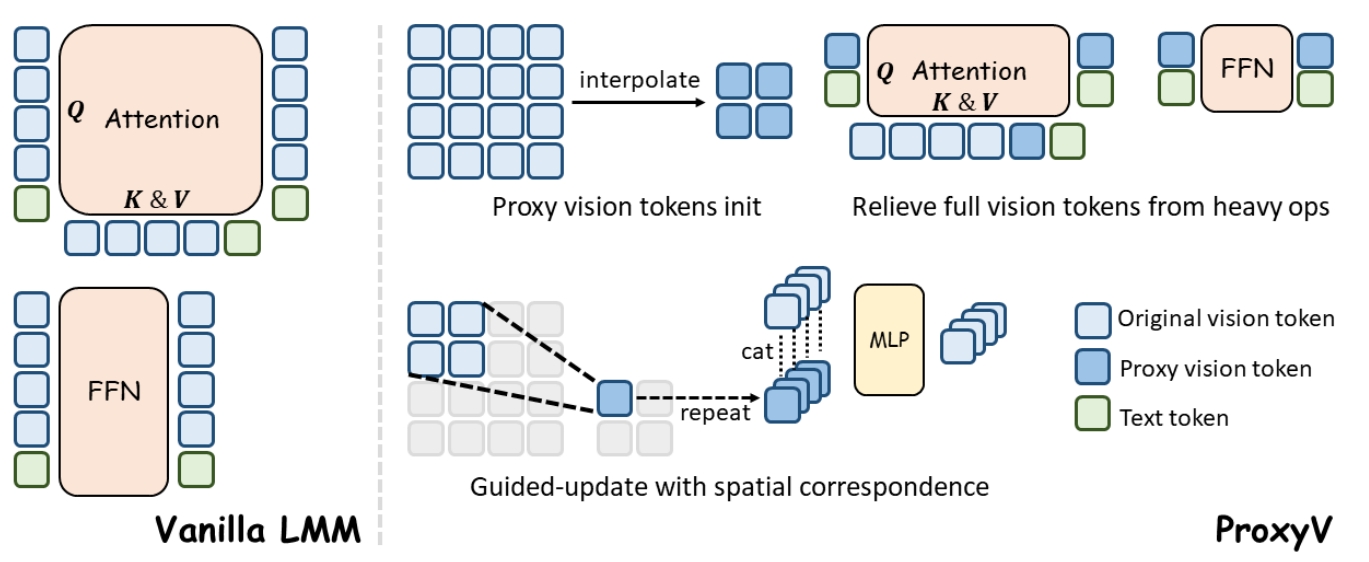 Q Attention
K & V
FFN
Vanilla LMM
interpolate
Proxy vision tokens init
Q Attention
K & V
FFN
Relieve full vision tokens from heavy ops
cat
repeat
MLP
Guided-update with spatial correspondence
Original vision token
Proxy vision token
Text token
ProxyV